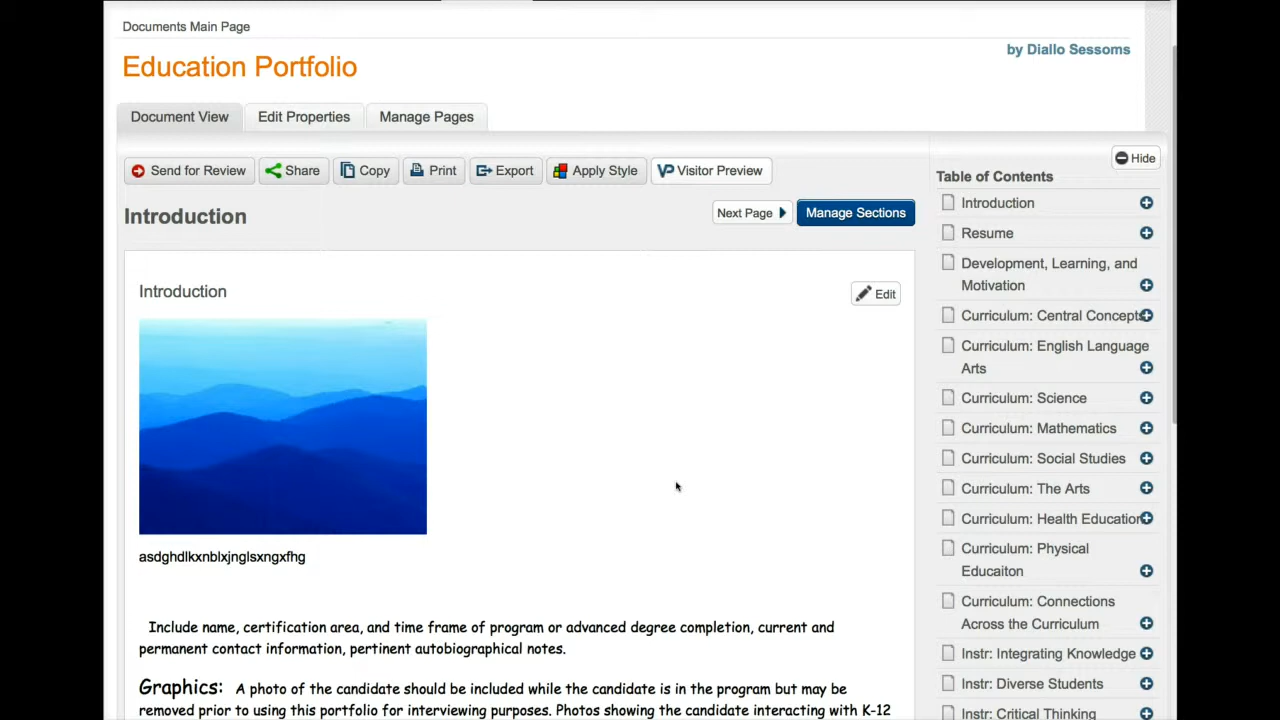 Documents Main Page
by Diallo Sessoms
Education Portfolio
Document View
Edit Properties
Manage Pages
Hide
Send for Review
Share
Copy
Print
Export
Apply Style
VP Visitor Preview
Table of Contents
Introduction
Next Page
Manage Sections
Introduction
Edit
asdghdlkxnblxjnglsxngxfhg
Include name, certification area, and time frame of program or advanced degree completion, current and
permanent contact information, pertinent autobiographical notes.
Graphics: A photo of the candidate should be included while the candidate is in the program but may be
removed prior to using this portfolio for interviewing purposes. Photos showing the candidate interacting with K-12
Introduction
Resume
Development, Learning, and
Motivation
Curriculum: Central Concepts
Curriculum: English Language
Arts
Curriculum: Science
Curriculum: Mathematics
Curriculum: Social Studies
Curriculum: The Arts
Curriculum: Health Education
Curriculum: Physical
Educaiton
Curriculum: Connections
Across the Curriculum
Instr: Integrating Knowledge
Instr: Diverse Students
Instr: Critical Thinking